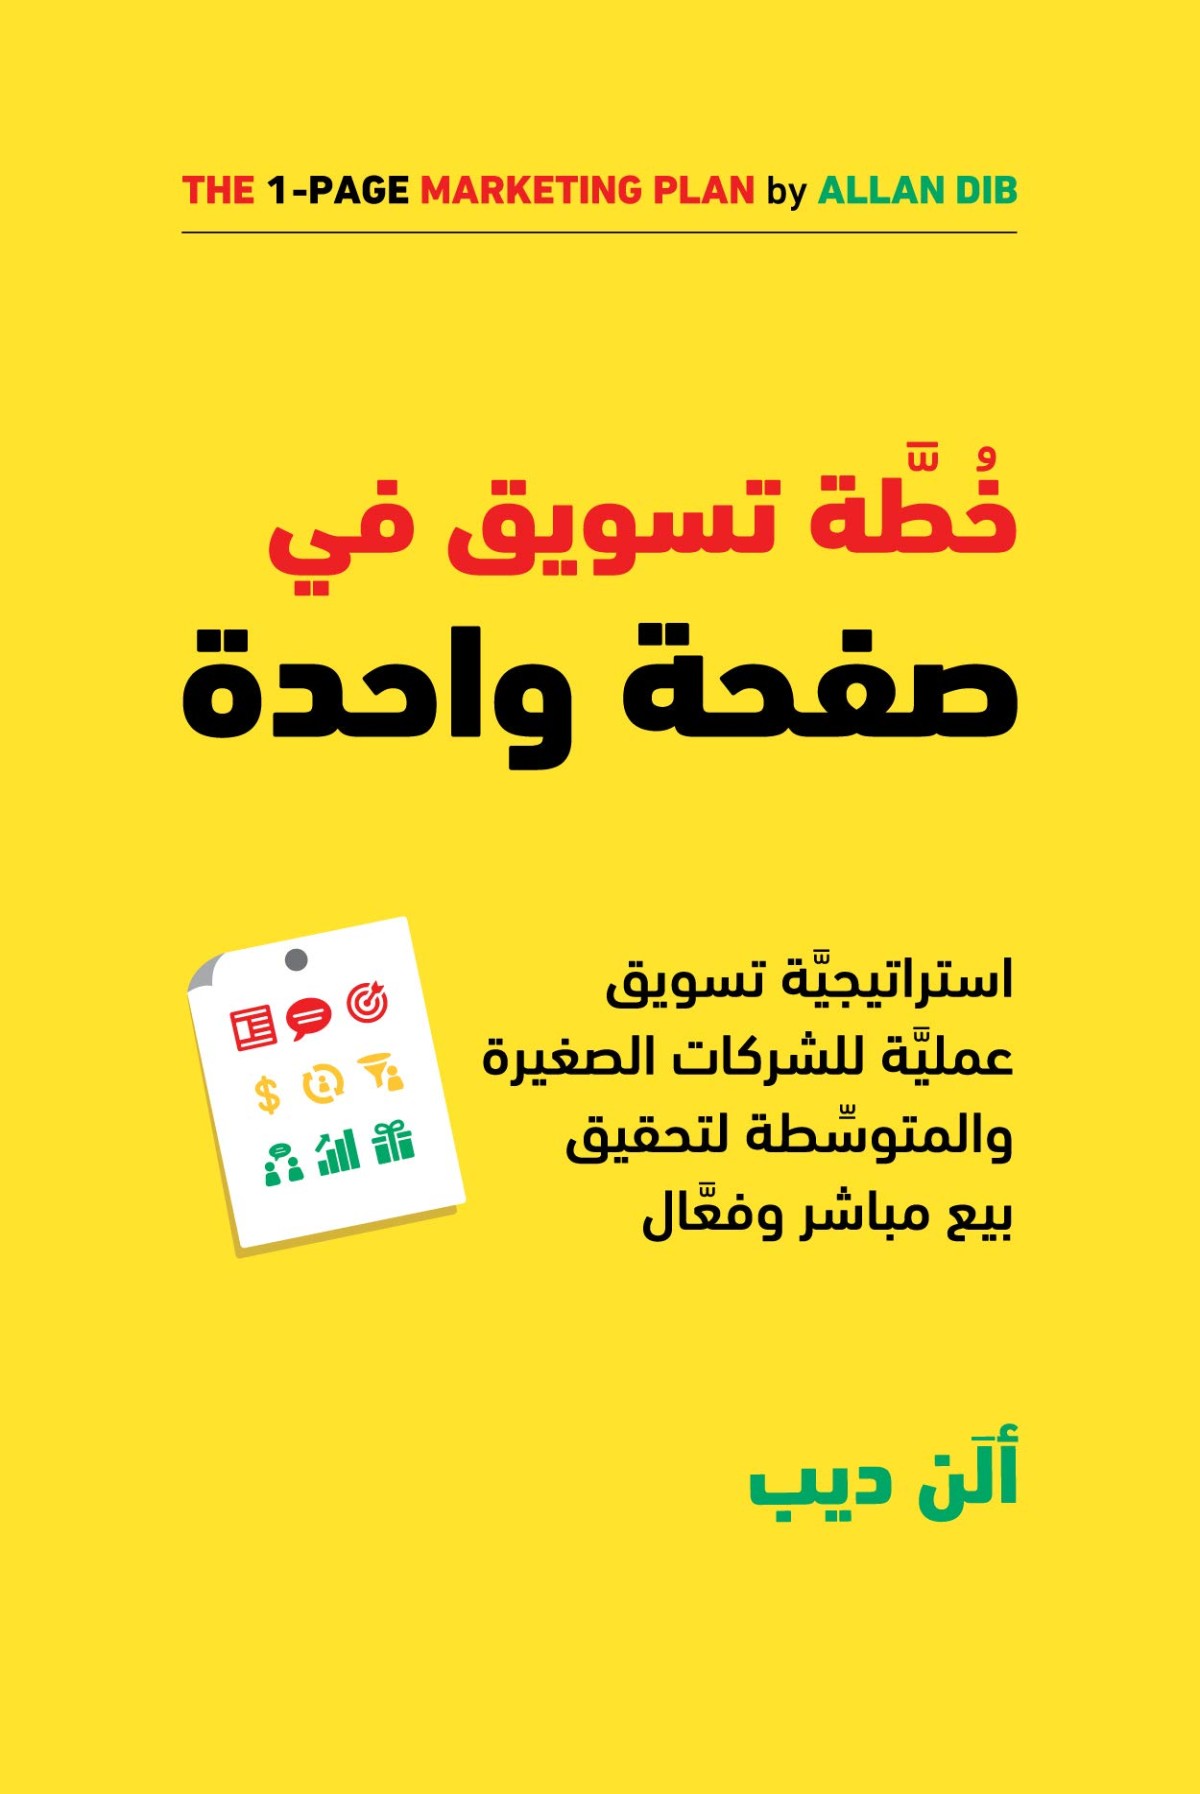 THE 1-PAGE MARKETING PLAN by ALLAN DIB
خُطَّة تسويق في
صفحة واحدة
استراتيجيَّة تسويق
عمليَّة للشركات الصغيرة
والمتوسِّطة لتحقيق
بيع مباشر وفعَّال
$
ألَن ديب